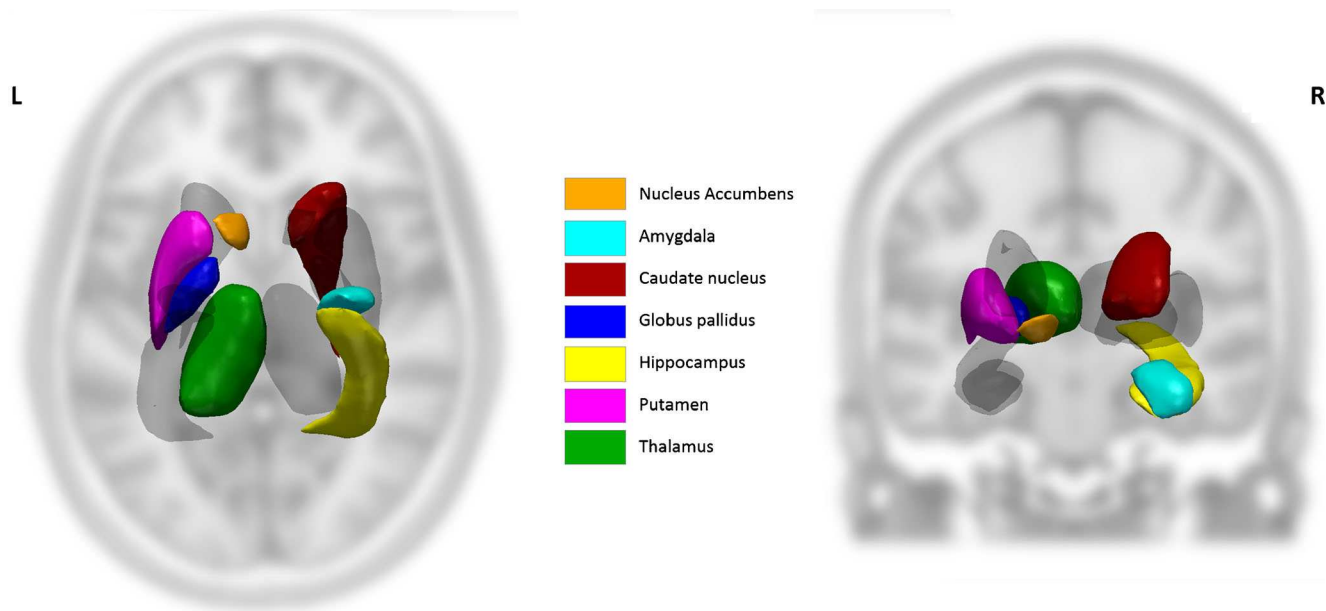 L
R
Nucleus Accumbens
Amygdala
Caudate nucleus
Globus pallidus
Hippocampus
Putamen
Thalamus